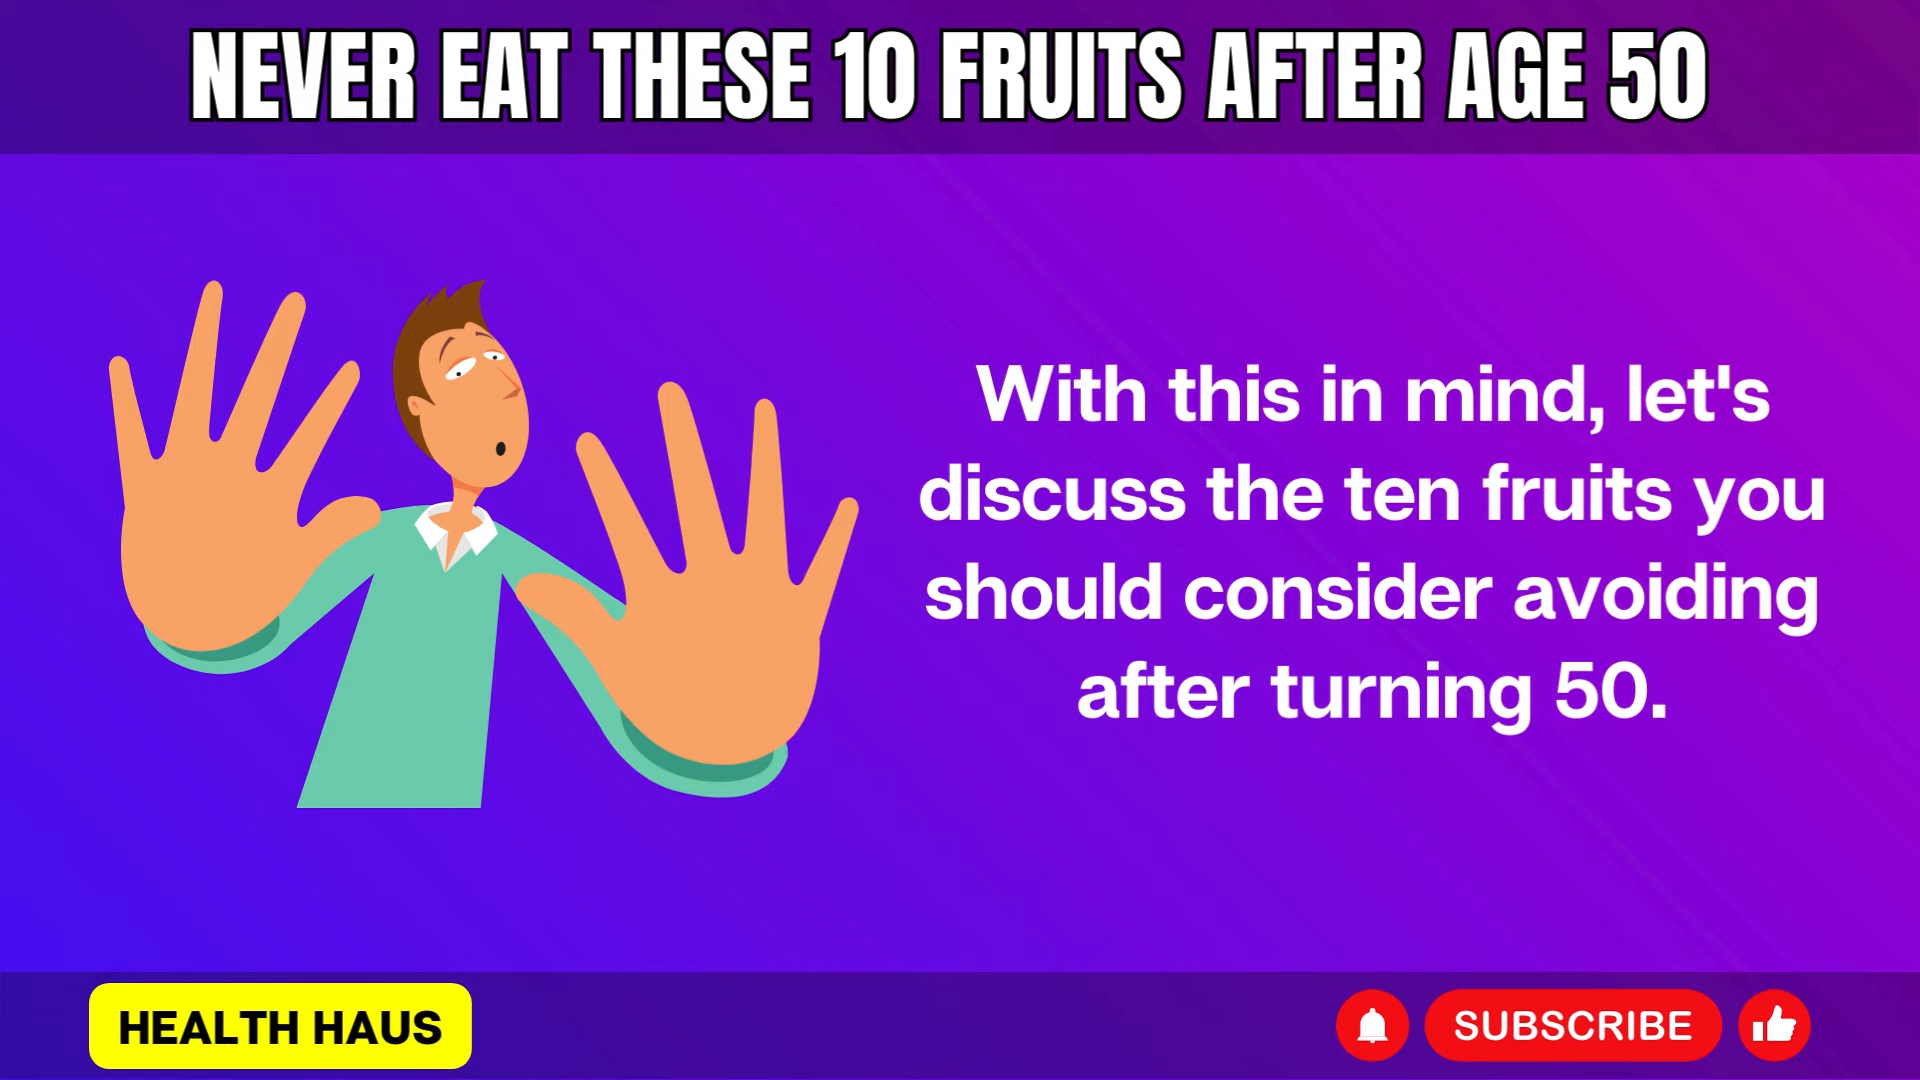 NEVER EAT THESE 10 FRUITS AFTER AGE 50
With this in mind, let's
discuss the ten fruits you
should consider avoiding
after turning 50.
HEALTH HAUS
SUBSCRIBE